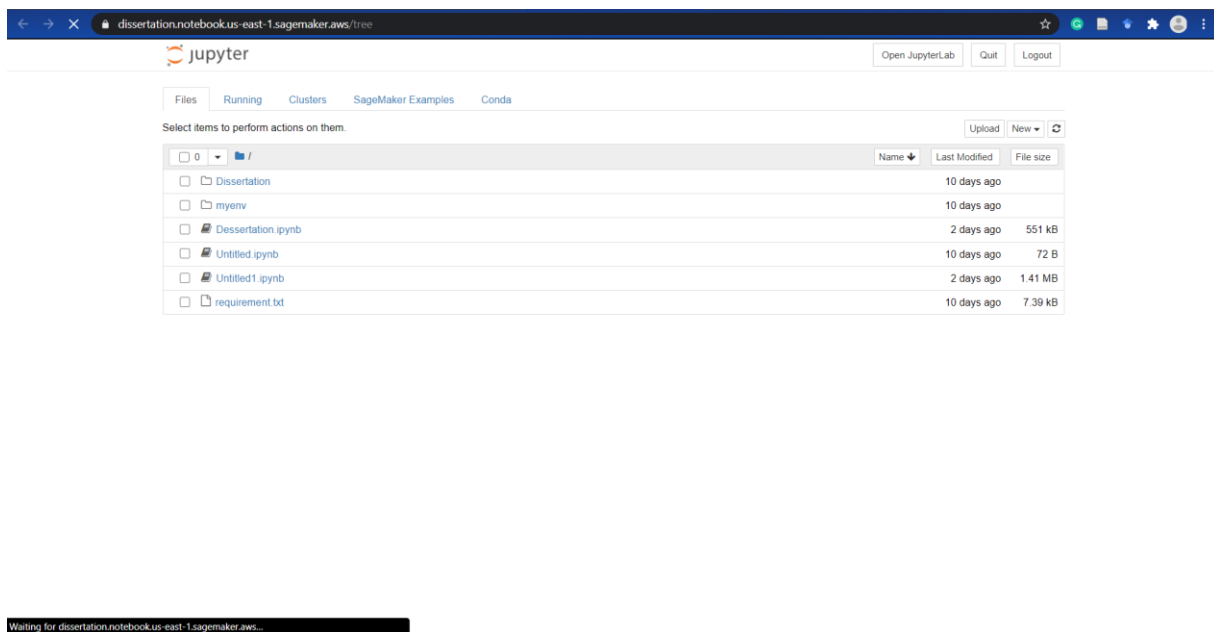 dissertation.notebook.us-east-1.sagemaker.aws/tree
jupyter
Open JupyterLab Quit Logout
Files Running Clusters SageMaker Examples Conda
Select items to perform actions on them.
Upload New
0 / Name Last Modified File size
Dissertation 10 days ago
myenv 10 days ago
Dessertation.ipynb 2 days ago 551 kB
Untitled.ipynb 10 days ago 72 B
Untitled1.ipynb 2 days ago 1.41 MB
requirement.txt 10 days ago 7.39 kB
Waiting for dissertation.notebook.us-east-1.sagemaker.aws...